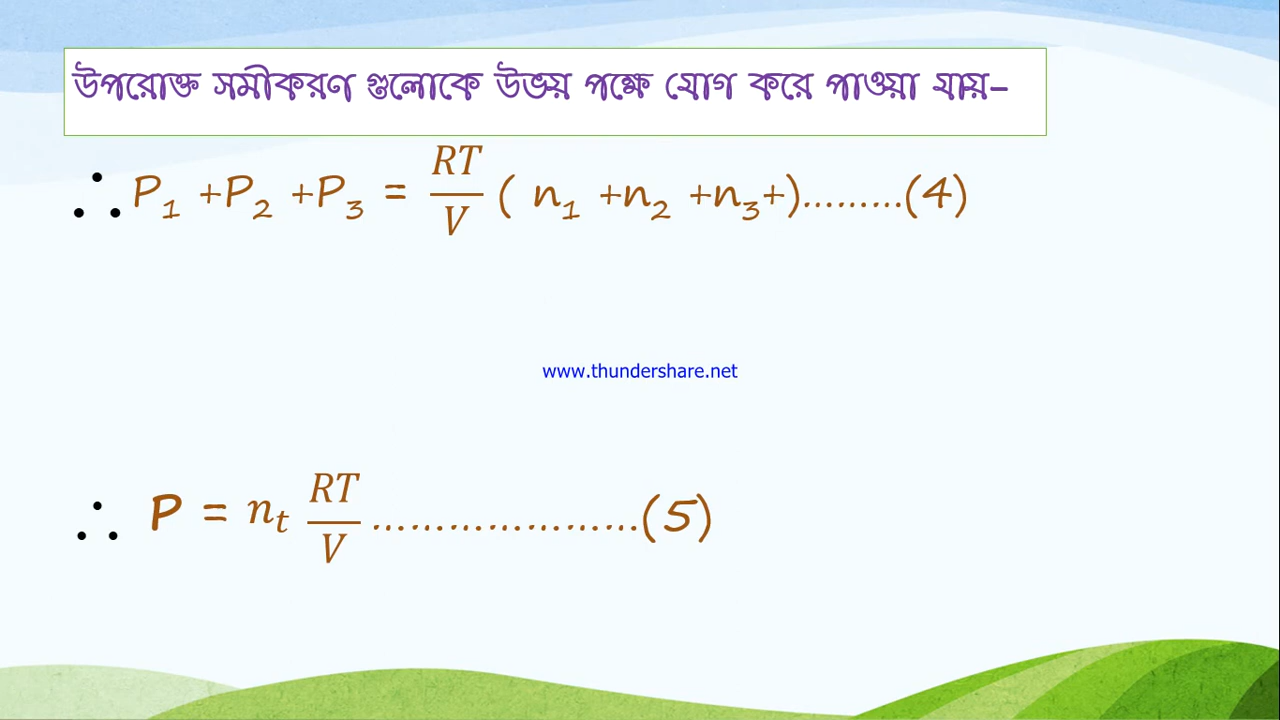 উপরোক্ত সমীকরণ গুলোকে উভয় পক্ষে যোগ করে পাওয়া যায়–
∴ P₁ +P₂ +P₃ = RT/V ( n₁ +n₂ +n₃+).........(4)
www.thundershare.net
∴ P = nₜ RT/V .....................(5)